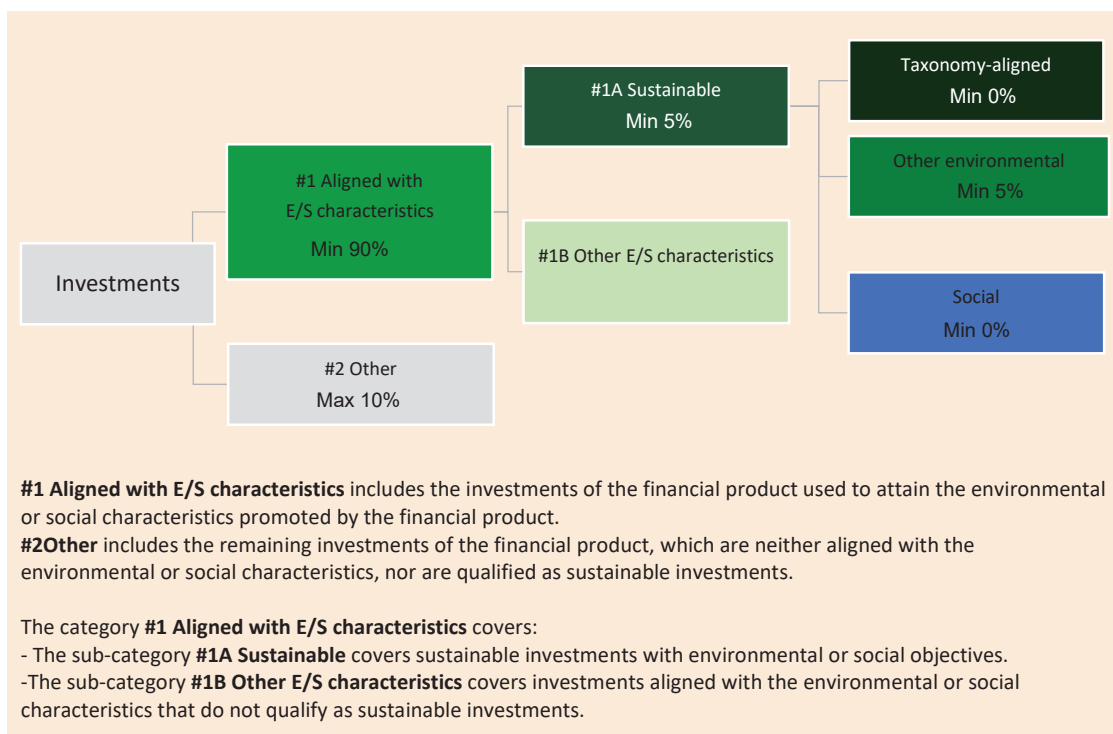 Investments
#1 Aligned with
E/S characteristics
Min 90%
#2 Other
Max 10%
#1A Sustainable
Min 5%
#1B Other E/S characteristics
Taxonomy-aligned
Min 0%
Other environmental
Min 5%
Social
Min 0%
#1 Aligned with E/S characteristics includes the investments of the financial product used to attain the environmental
or social characteristics promoted by the financial product.
#2Other includes the remaining investments of the financial product, which are neither aligned with the
environmental or social characteristics, nor are qualified as sustainable investments.
The category #1 Aligned with E/S characteristics covers:
- The sub-category #1A Sustainable covers sustainable investments with environmental or social objectives.
-The sub-category #1B Other E/S characteristics covers investments aligned with the environmental or social
characteristics that do not qualify as sustainable investments.